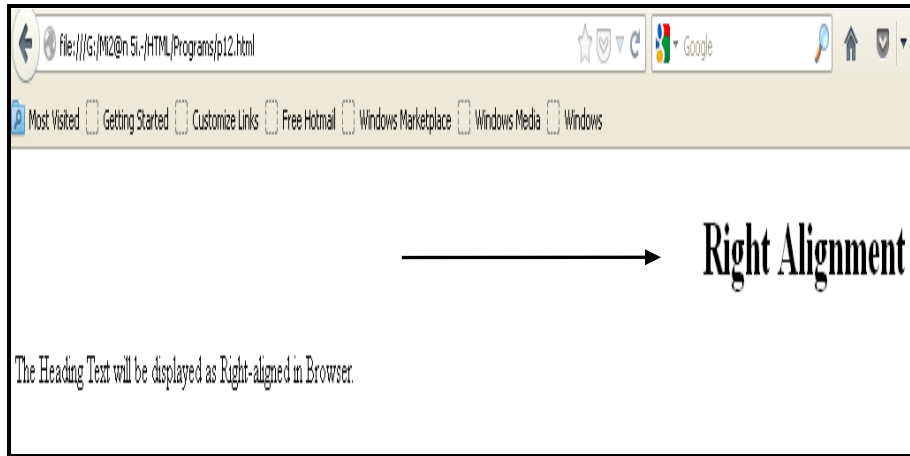 file:///G:/Mi2@n 5i.-/HTML/Programs/p12.html
Google
Most Visited Getting Started Customize Links Free Hotmail Windows Marketplace Windows Media Windows
Right Alignment
The Heading Text will be displayed as Right-aligned in Browser.